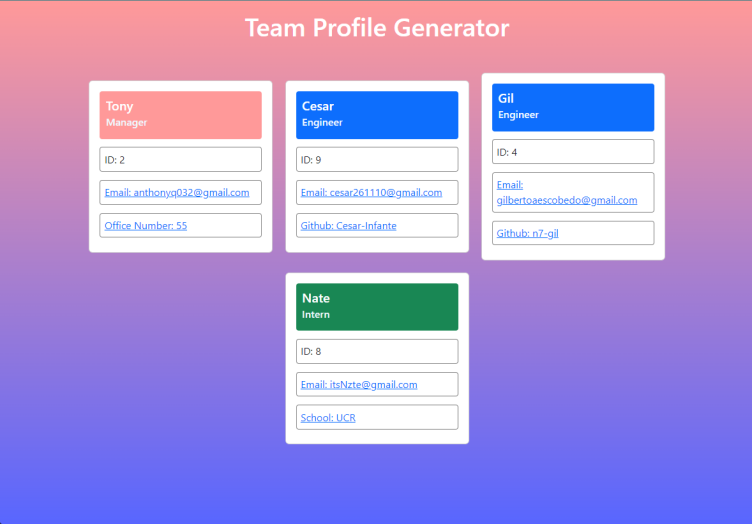 Team Profile Generator
Tony
Manager
ID: 2
Email: anthonyq032@gmail.com
Office Number: 55
Cesar
Engineer
ID: 9
Email: cesar261110@gmail.com
Github: Cesar-Infante
Gil
Engineer
ID: 4
Email:
gilbertoaescobedo@gmail.com
Github: n7-gil
Nate
Intern
ID: 8
Email: itsNzte@gmail.com
School: UCR